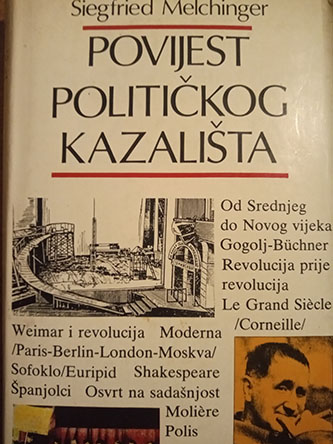 Siegfried Melchinger
POVIJEST
POLITIČKOG
KAZALIŠTA
Od Srednjeg
do Novog vijeka
Gogolj-Büchner
Revolucija prije
revolucija
Le Grand Siècle
/Corneille/
Weimar i revolucija Moderna
/Paris-Berlin-London-Moskva/
Sofoklo/Euripid Shakespeare
Španjolci Osvrt na sadašnjost
Molière
Polis